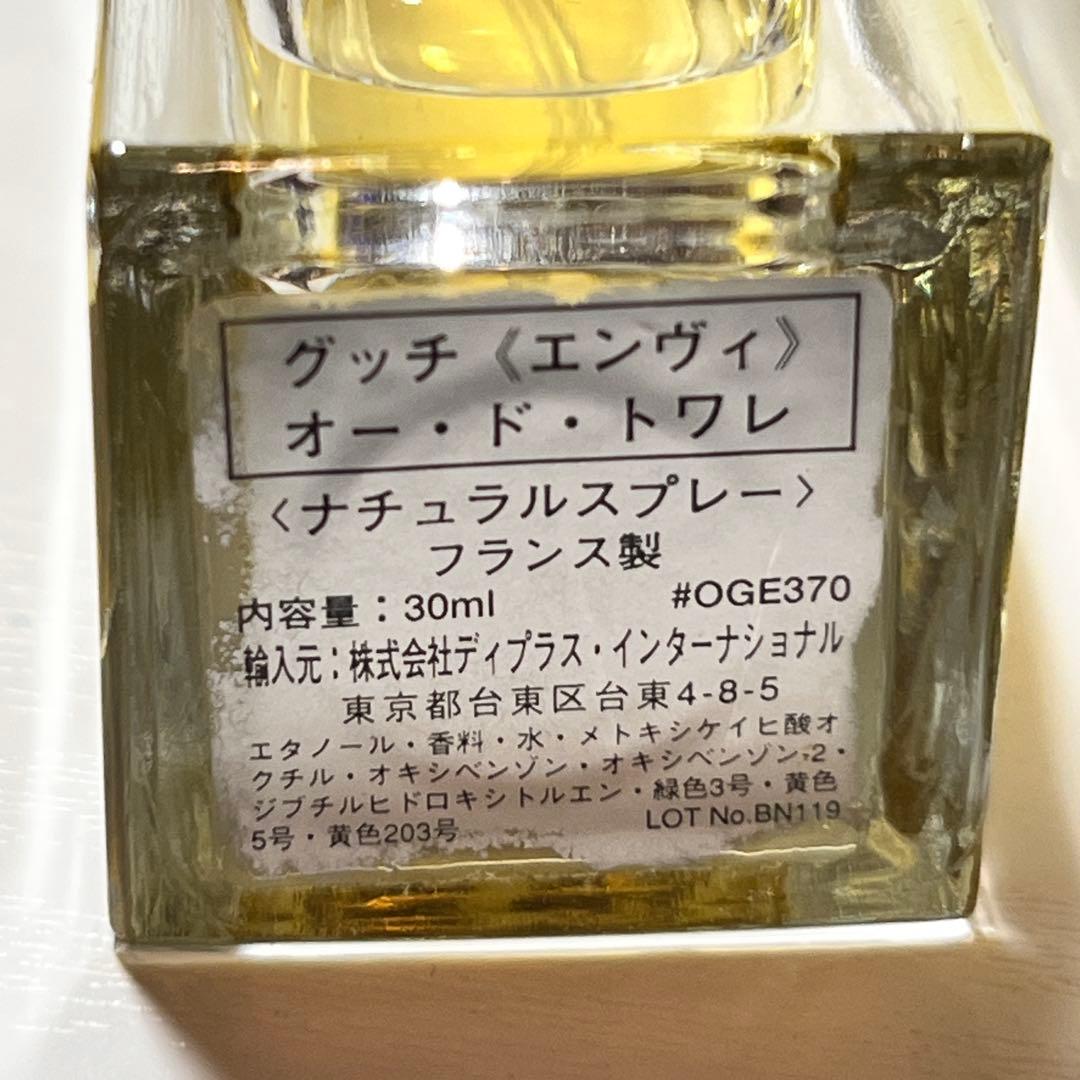 グッチ《エンヴィ》
オー・ド・トワレ
〈ナチュラルスプレー〉
フランス製
内容量：30ml #OGE370
輸入元：株式会社ディプラス・インターナショナル
東京都台東区台東4-8-5
エタノール・香料・水・メトキシケイヒ酸オ
クチル・オキシベンゾン・オキシベンゾン-2・
ジブチルヒドロキシトルエン・緑色3号・黄色
5号・黄色203号 LOT No.BN119